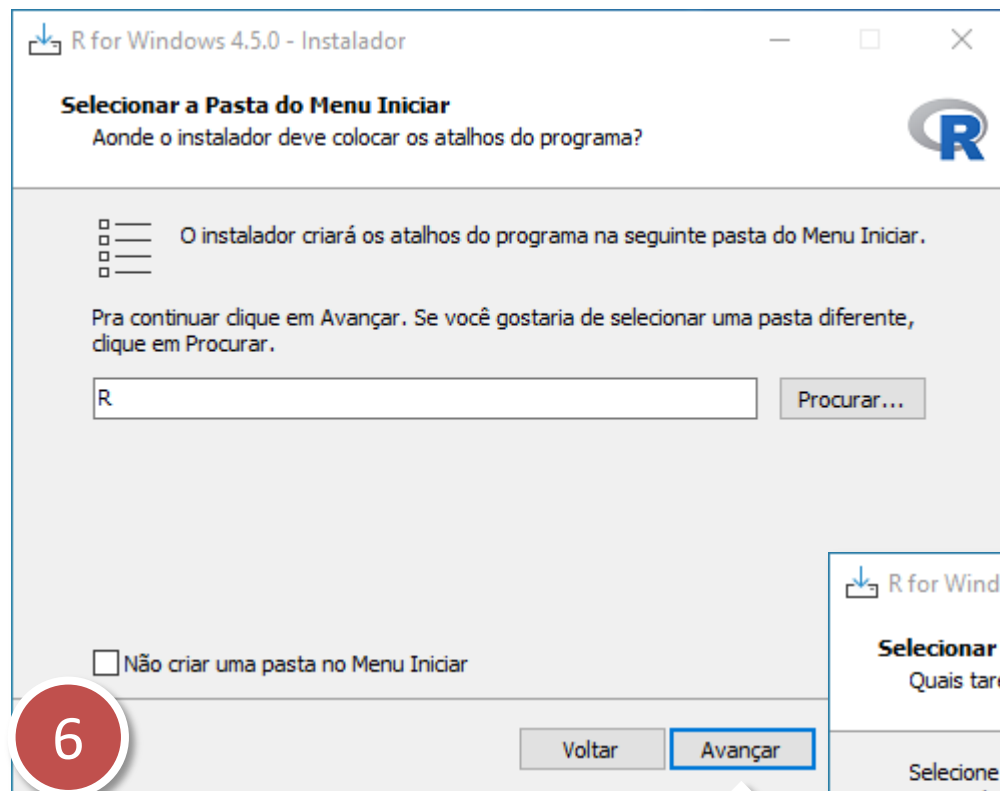 R for Windows 4.5.0 - Instalador
Selecionar a Pasta do Menu Iniciar
Aonde o instalador deve colocar os atalhos do programa?
R
O instalador criará os atalhos do programa na seguinte pasta do Menu Iniciar.
Pra continuar clique em Avançar. Se você gostaria de selecionar uma pasta diferente,
clique em Procurar.
R
Procurar...
Não criar uma pasta no Menu Iniciar
6
Voltar
Avançar
R for Wind
Selecionar
Quais tare
Selecione